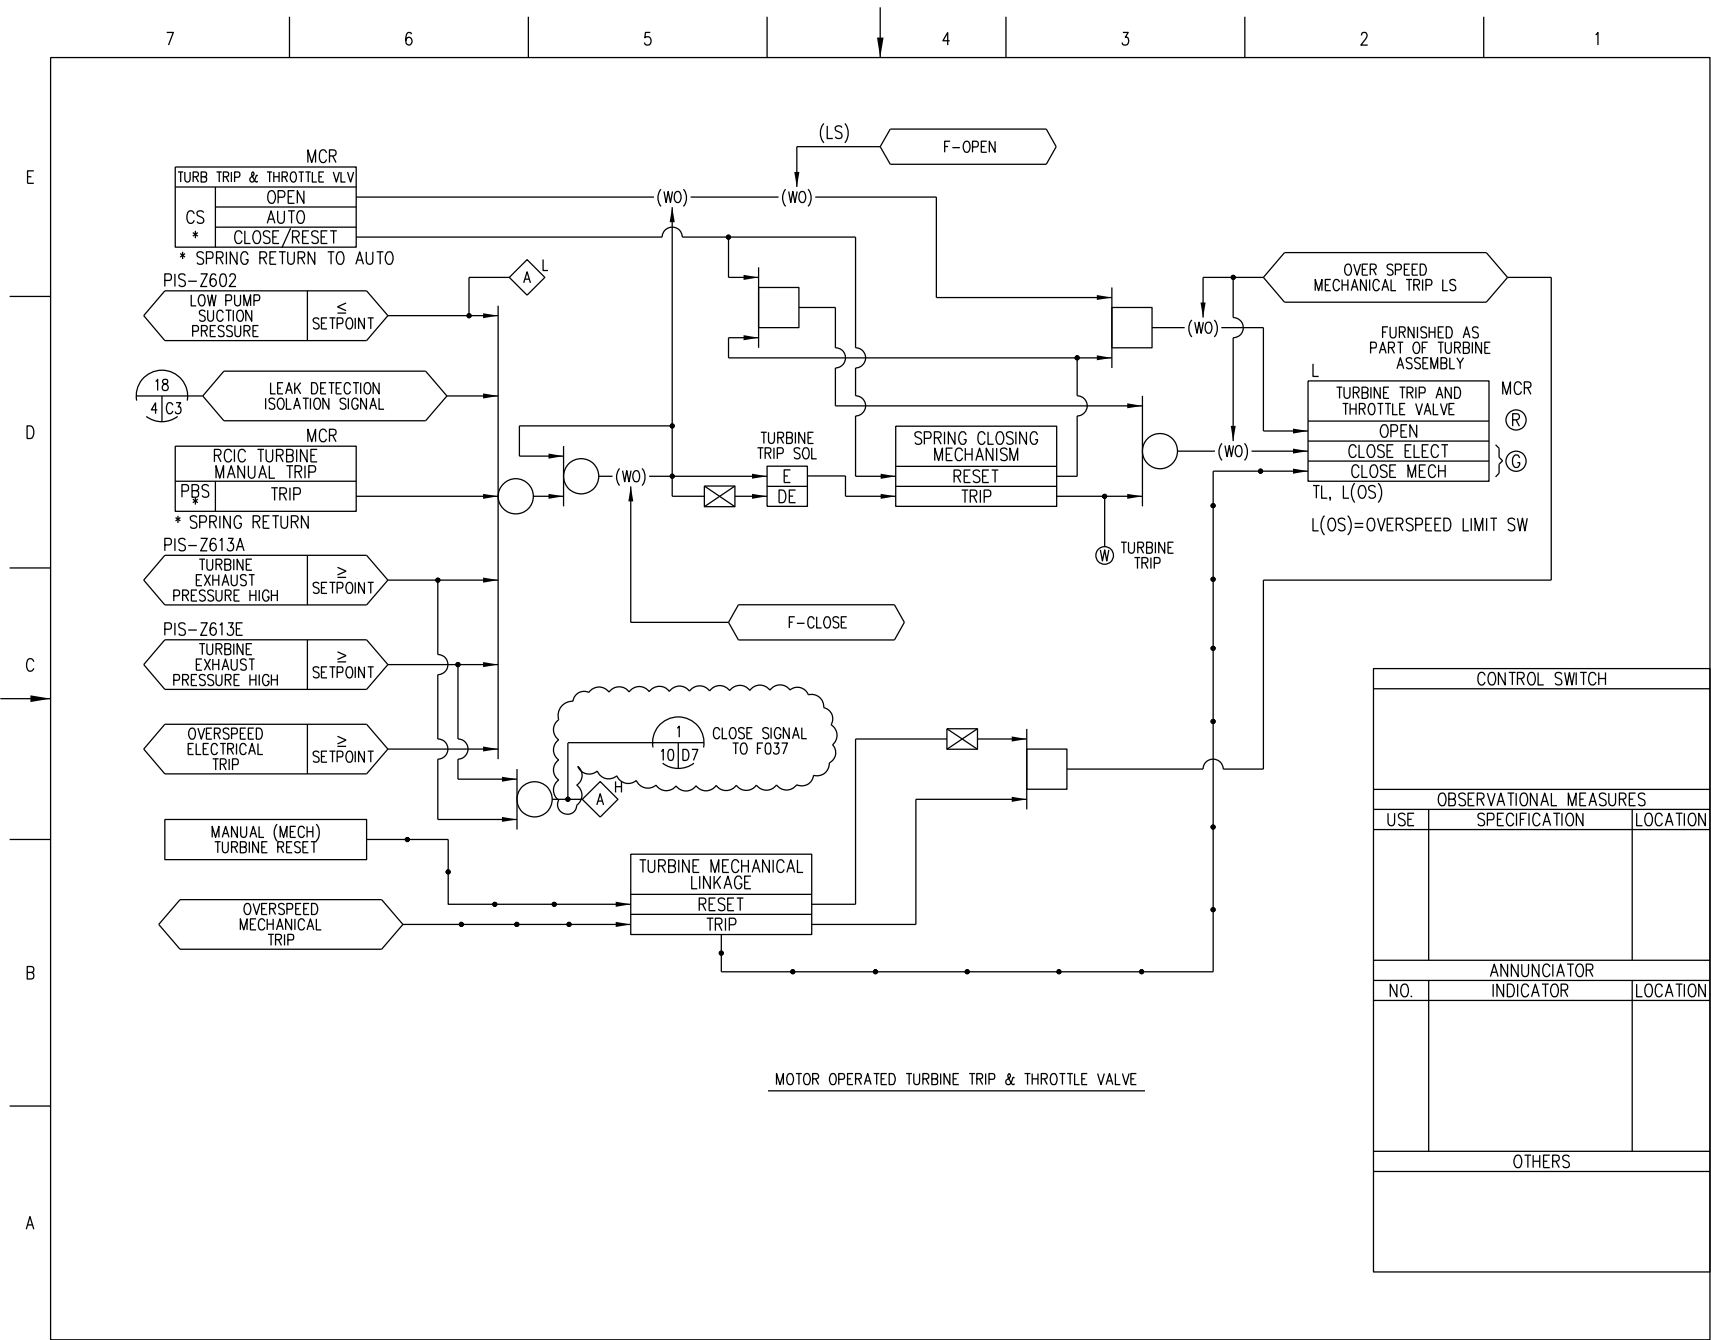 7 6 5 4 3 2 1
E
D
C
B
A
MCR
TURB TRIP & THROTTLE VLV
OPEN
CS
AUTO
*
CLOSE/RESET
* SPRING RETURN TO AUTO
(LS)
F-OPEN
(WO)
(WO)
PIS-Z602
LOW PUMP
SUCTION
PRESSURE
≤
SETPOINT
A
L
18
4 C3
LEAK DETECTION
ISOLATION SIGNAL
MCR
RCIC TURBINE
MANUAL TRIP
PBS
*
TRIP
* SPRING RETURN
PIS-Z613A
TURBINE
EXHAUST
PRESSURE HIGH
≥
SETPOINT
PIS-Z613E
TURBINE
EXHAUST
PRESSURE HIGH
≥
SETPOINT
OVERSPEED
ELECTRICAL
TRIP
≥
SETPOINT
MANUAL (MECH)
TURBINE RESET
OVERSPEED
MECHANICAL
TRIP
(WO)
TURBINE
TRIP SOL
E
DE
SPRING CLOSING
MECHANISM
RESET
TRIP
W
TURBINE
TRIP
F-CLOSE
1
10 D7
CLOSE SIGNAL
TO F037
A
H
TURBINE MECHANICAL
LINKAGE
RESET
TRIP
OVER SPEED
MECHANICAL TRIP LS
(WO)
(WO)
FURNISHED AS
PART OF TURBINE
ASSEMBLY
L
TURBINE TRIP AND
THROTTLE VALVE
OPEN
CLOSE ELECT
CLOSE MECH
MCR
R
G
TL, L(OS)
L(OS)=OVERSPEED LIMIT SW
MOTOR OPERATED TURBINE TRIP & THROTTLE VALVE
CONTROL SWITCH
OBSERVATIONAL MEASURES
USE SPECIFICATION LOCATION
ANNUNCIATOR
NO. INDICATOR LOCATION
OTHERS